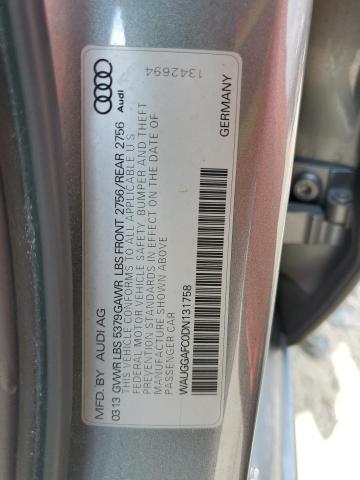 MFD. BY AUDI AG
Audi
0313 GVWR LBS 5379 GAWR LBS FRONT 2756/REAR 2756
THIS VEHICLE CONFORMS TO ALL APPLICABLE U S
FEDERAL MOTOR VEHICLE SAFETY, BUMPER AND THEFT
PREVENTION STANDARDS IN EFFECT ON THE DATE OF
MANUFACTURE SHOWN ABOVE
PASSENGER CAR
WAUGGAFC0DN131758
GERMANY
1342694